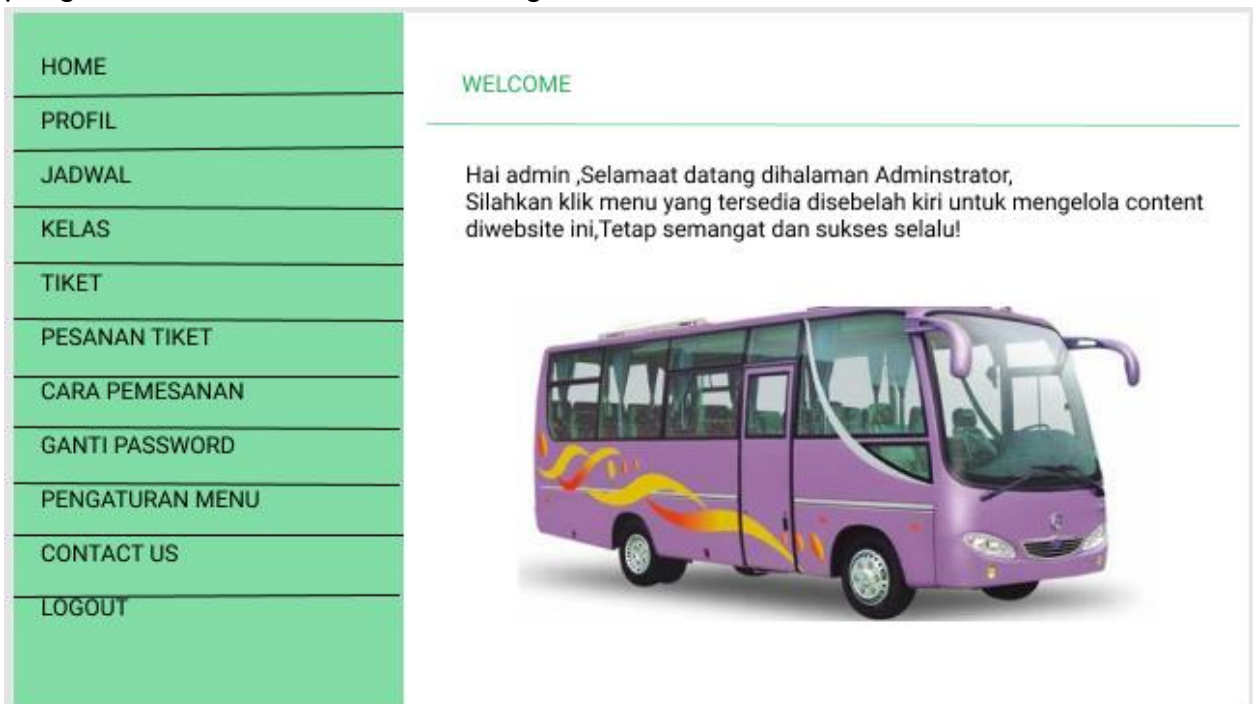 HOME
PROFIL
JADWAL
KELAS
TIKET
PESANAN TIKET
CARA PEMESANAN
GANTI PASSWORD
PENGATURAN MENU
CONTACT US
LOGOUT
WELCOME
Hai admin ,Selamaat datang dihalaman Adminstrator,
Silahkan klik menu yang tersedia disebelah kiri untuk mengelola content
diwebsite ini,Tetap semangat dan sukses selalu!